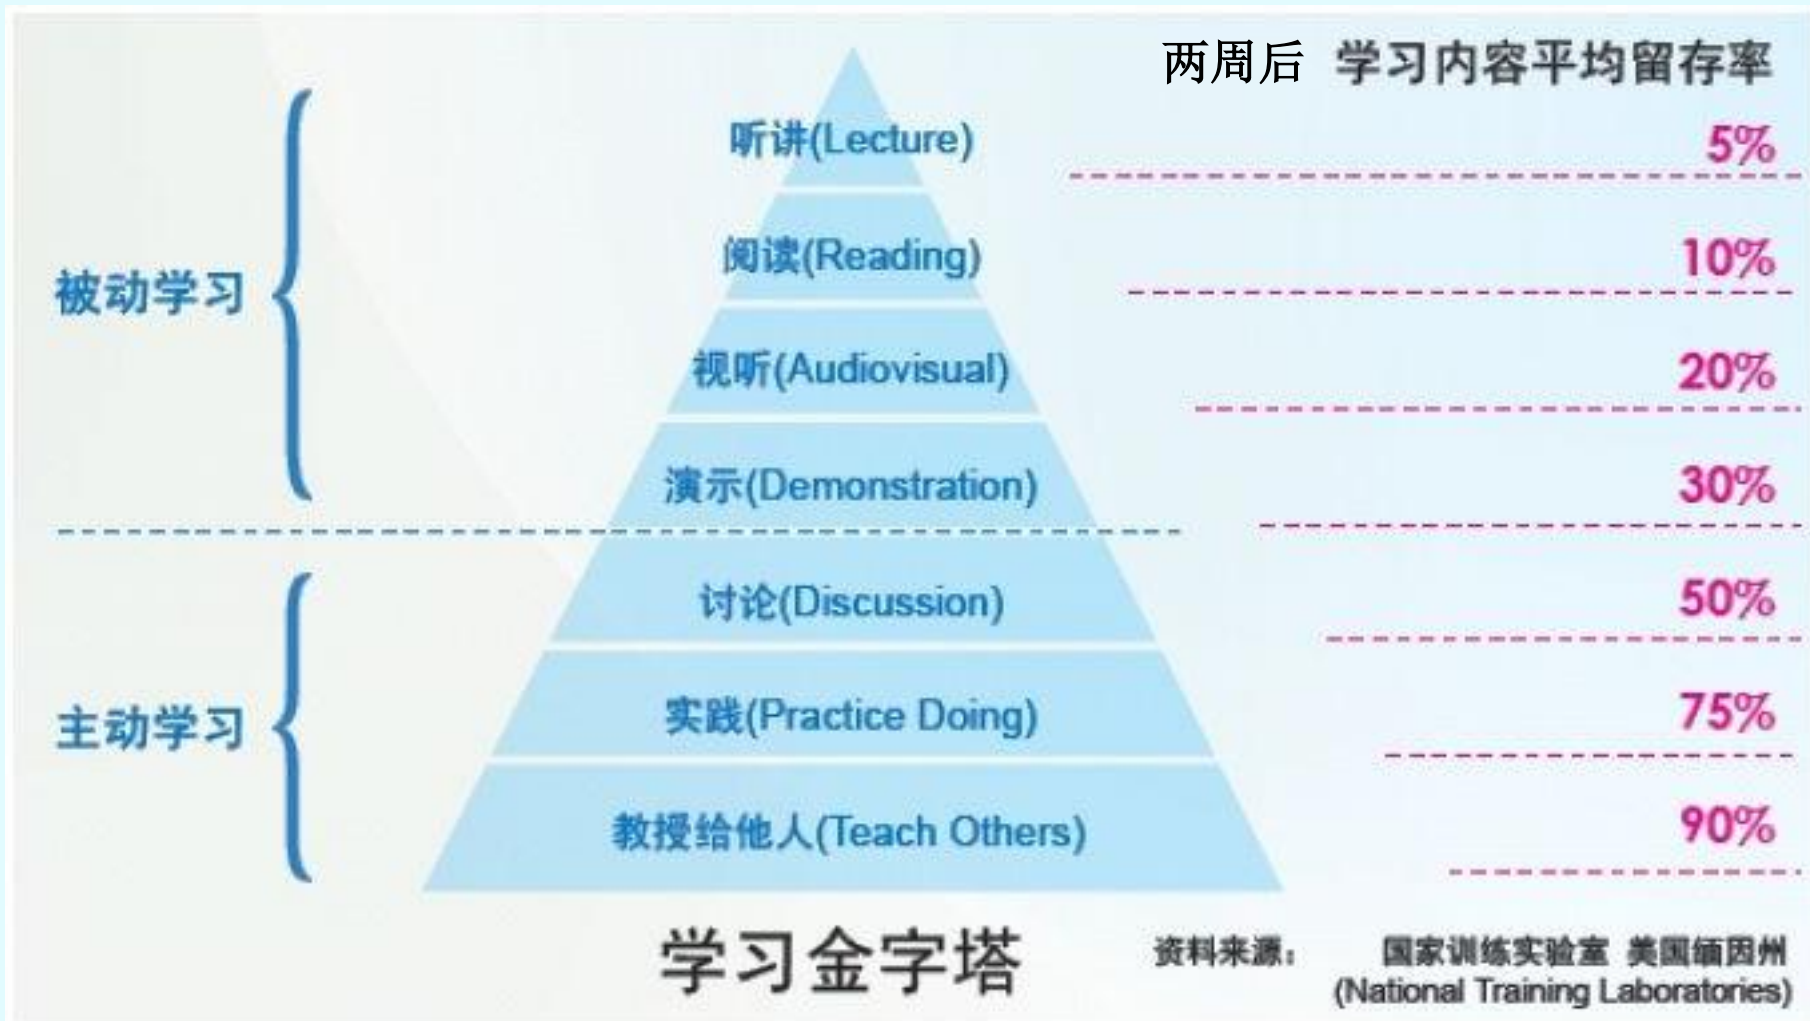 两周后 学习内容平均留存率
听讲(Lecture) 5%
阅读(Reading) 10%
被动学习
视听(Audiovisual) 20%
演示(Demonstration) 30%
讨论(Discussion) 50%
主动学习
实践(Practice Doing) 75%
教授给他人(Teach Others) 90%
学习金字塔
资料来源： 国家训练实验室 美国缅因州
(National Training Laboratories)